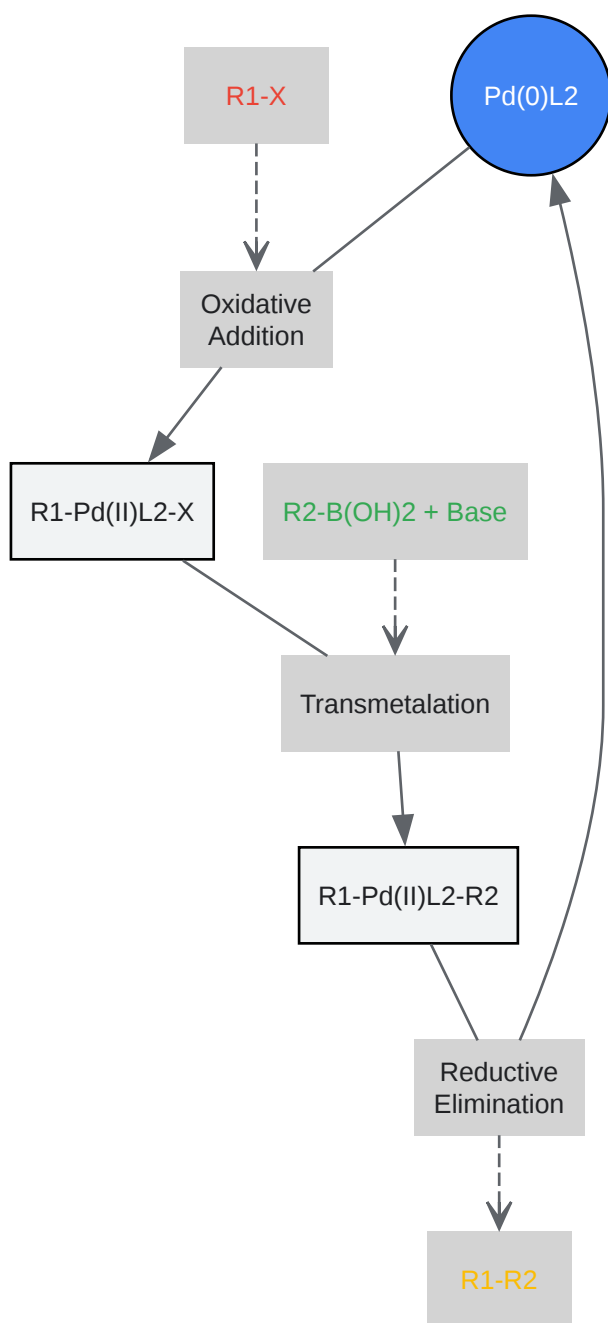 R1-X
Pd(0)L2
Oxidative
Addition
R1-Pd(II)L2-X
R2-B(OH)2 + Base
Transmetalation
R1-Pd(II)L2-R2
Reductive
Elimination
R1-R2